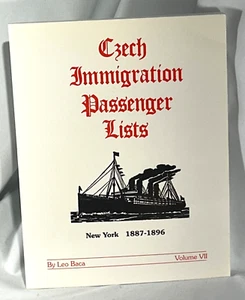 Czech
Immigration
Passenger
Lists
New York 1887-1896
By Leo Baca Volume VII